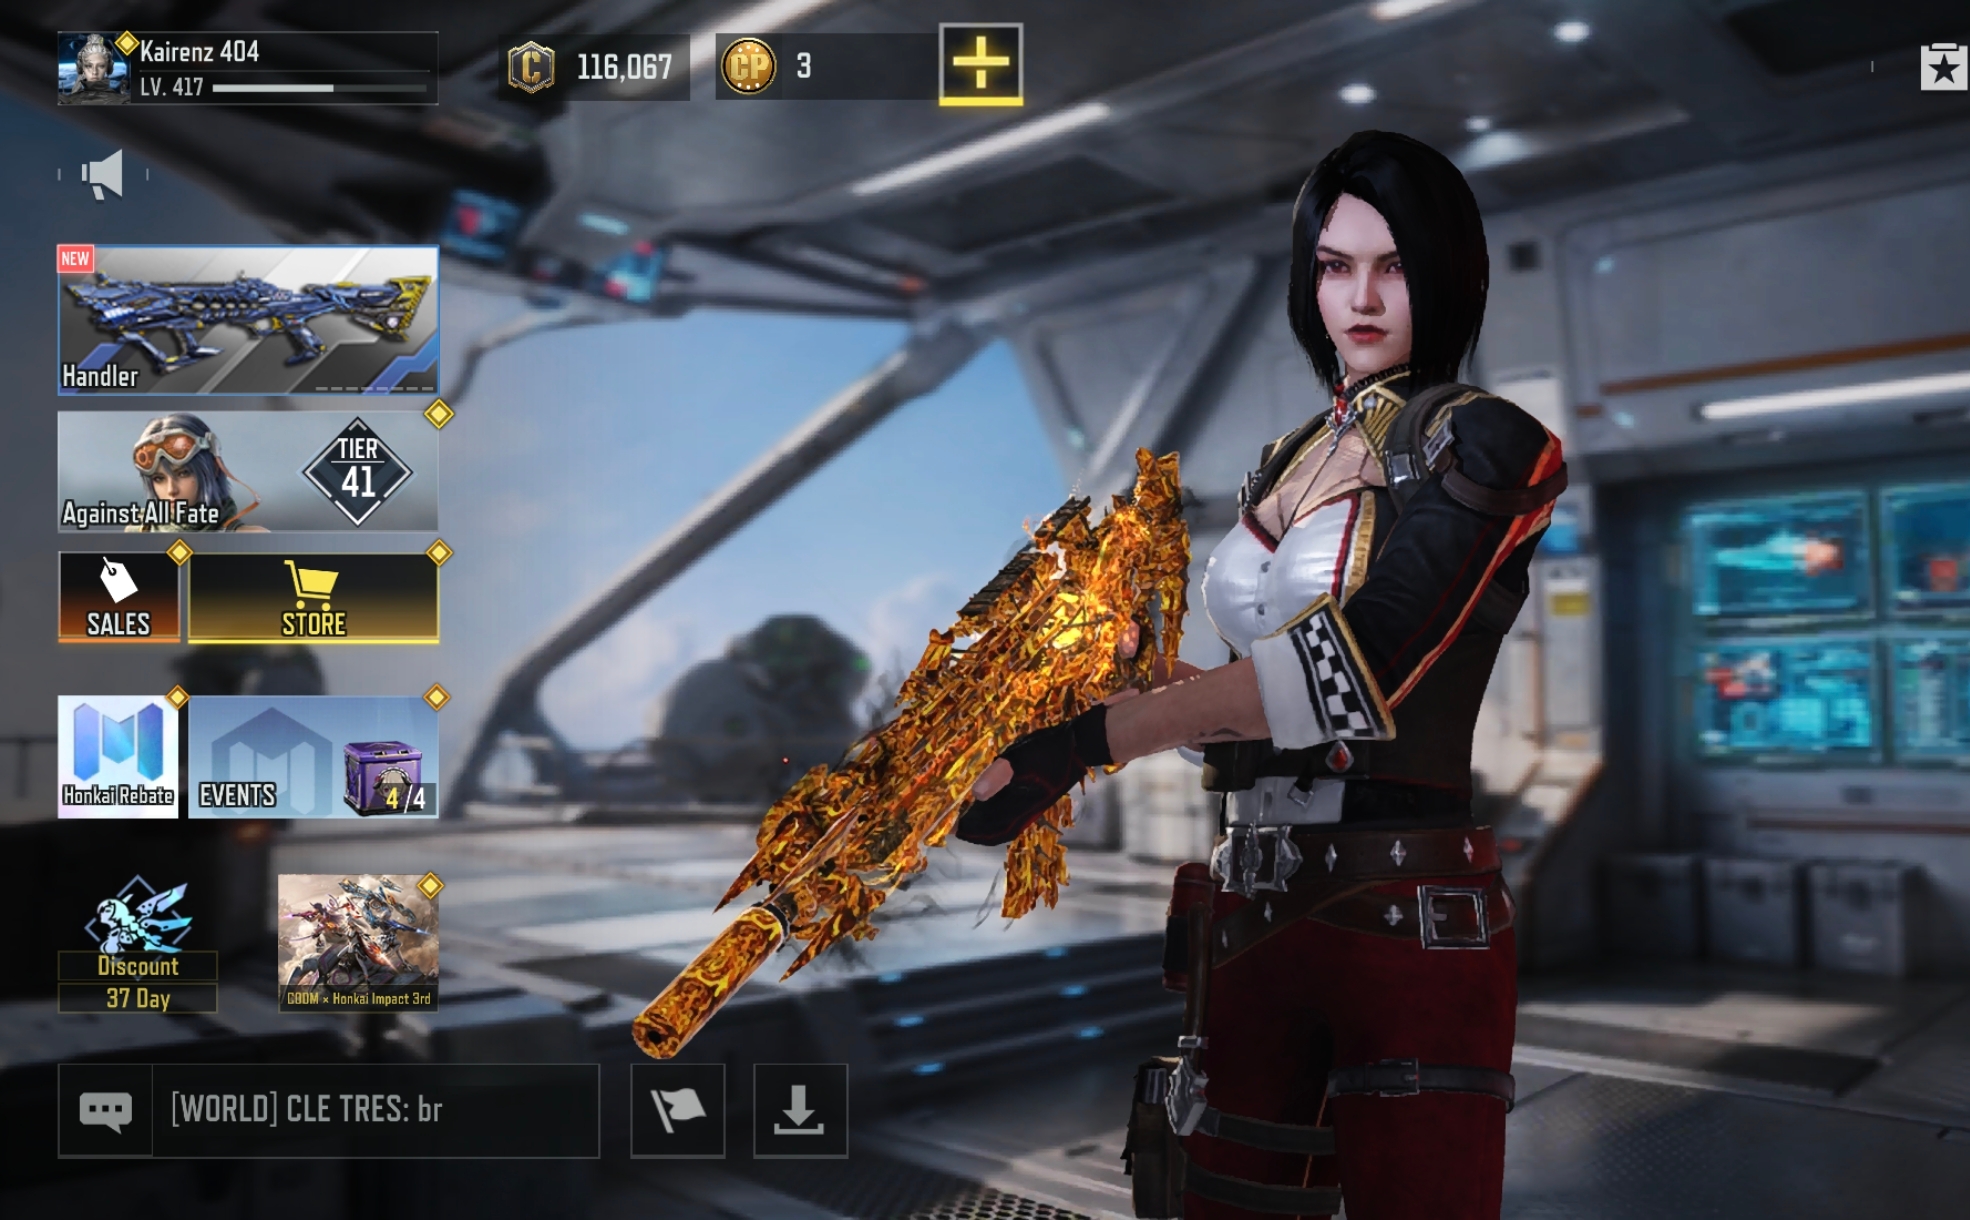 Kairenz 404
LV. 417
C 116,067
CP 3
NEW
Handler
TIER
41
Against All Fate
SALES
STORE
Honkai Rebate
EVENTS
4/4
Discount
37 Day
CODM × Honkai Impact 3rd
[WORLD] CLE TRES: br